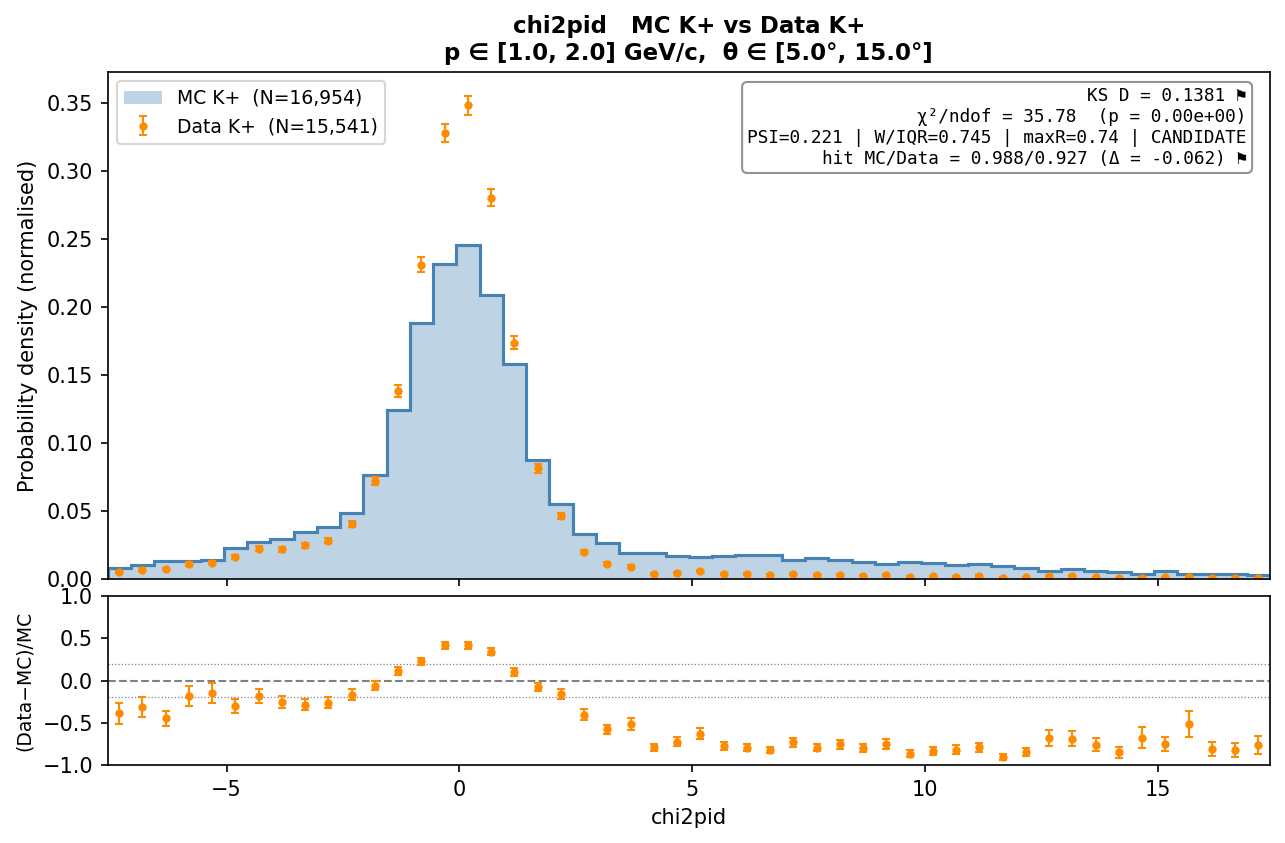 chi2pid   MC K+ vs Data K+
p ∈ [1.0, 2.0] GeV/c,  θ ∈ [5.0°, 15.0°]
MC K+  (N=16,954)
Data K+  (N=15,541)
KS D = 0.1381 ⚑
χ²/ndof = 35.78  (p = 0.00e+00)
PSI=0.221 | W/IQR=0.745 | maxR=0.74 | CANDIDATE
hit MC/Data = 0.988/0.927 (Δ = -0.062) ⚑
Probability density (normalised)
0.35
0.30
0.25
0.20
0.15
0.10
0.05
0.00
(Data−MC)/MC
1.0
0.5
0.0
−0.5
−1.0
−5
0
5
10
15
chi2pid